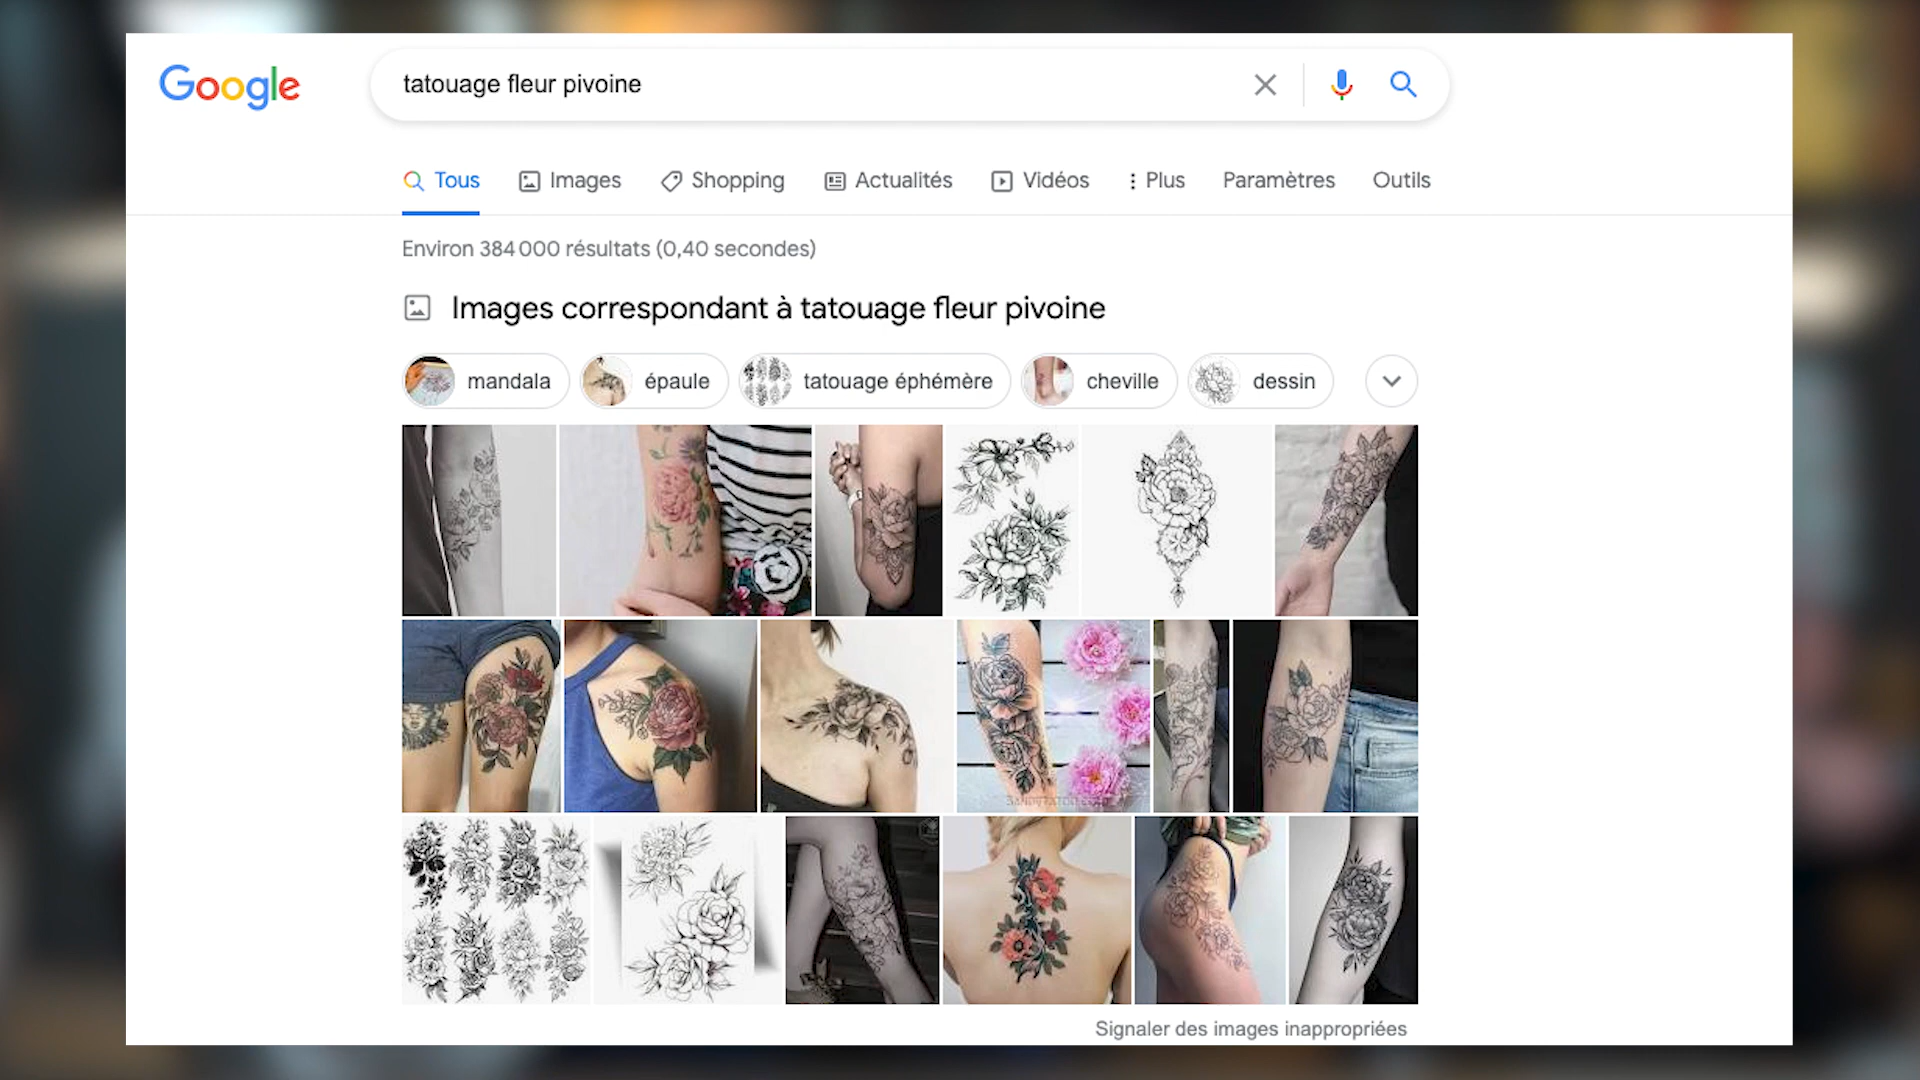 Google
tatouage fleur pivoine
Tous Images Shopping Actualités Vidéos Plus Paramètres Outils
Environ 384 000 résultats (0,40 secondes)
Images correspondant à tatouage fleur pivoine
mandala épaule tatouage éphémère cheville dessin
Signaler des images inappropriées